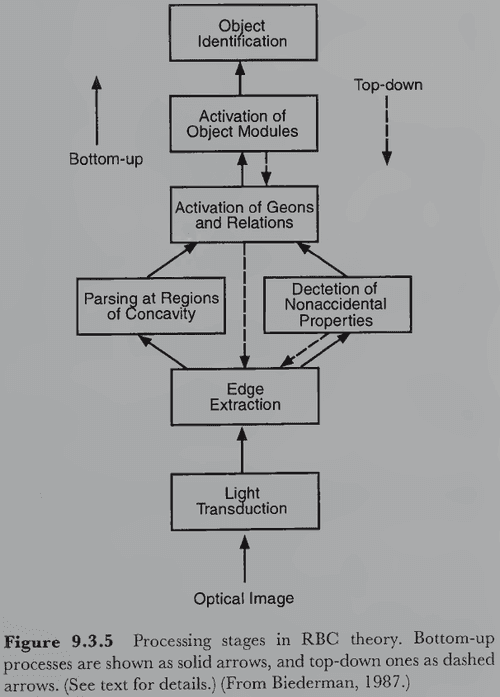 Object
Identification
Top-down
Activation of
Object Modules
Bottom-up
Activation of Geons
and Relations
Parsing at Regions
of Concavity
Dectetion of
Nonaccidental
Properties
Edge
Extraction
Light
Transduction
Optical Image
Figure 9.3.5 Processing stages in RBC theory. Bottom-up
processes are shown as solid arrows, and top-down ones as dashed
arrows. (See text for details.) (From Biederman, 1987.)